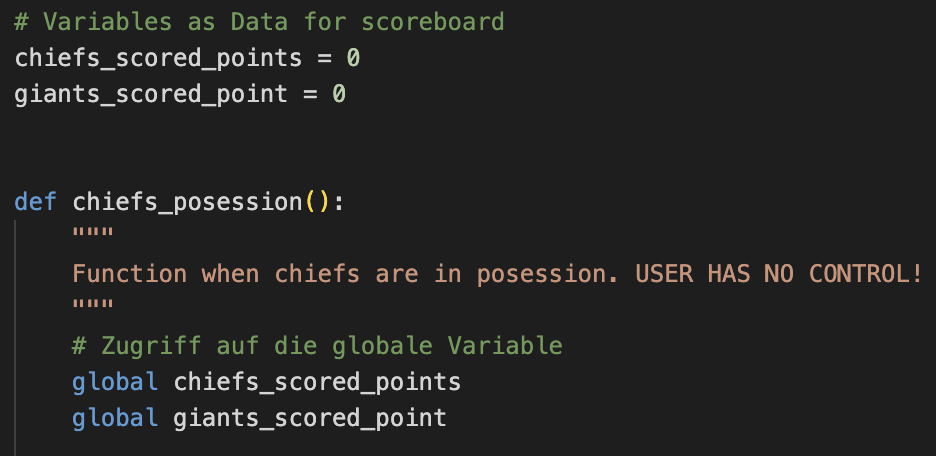 # Variables as Data for scoreboard
chiefs_scored_points = 0
giants_scored_point = 0
def chiefs_posession():
"""
Function when chiefs are in posession. USER HAS NO CONTROL!
"""
# Zugriff auf die globale Variable
global chiefs_scored_points
global giants_scored_point